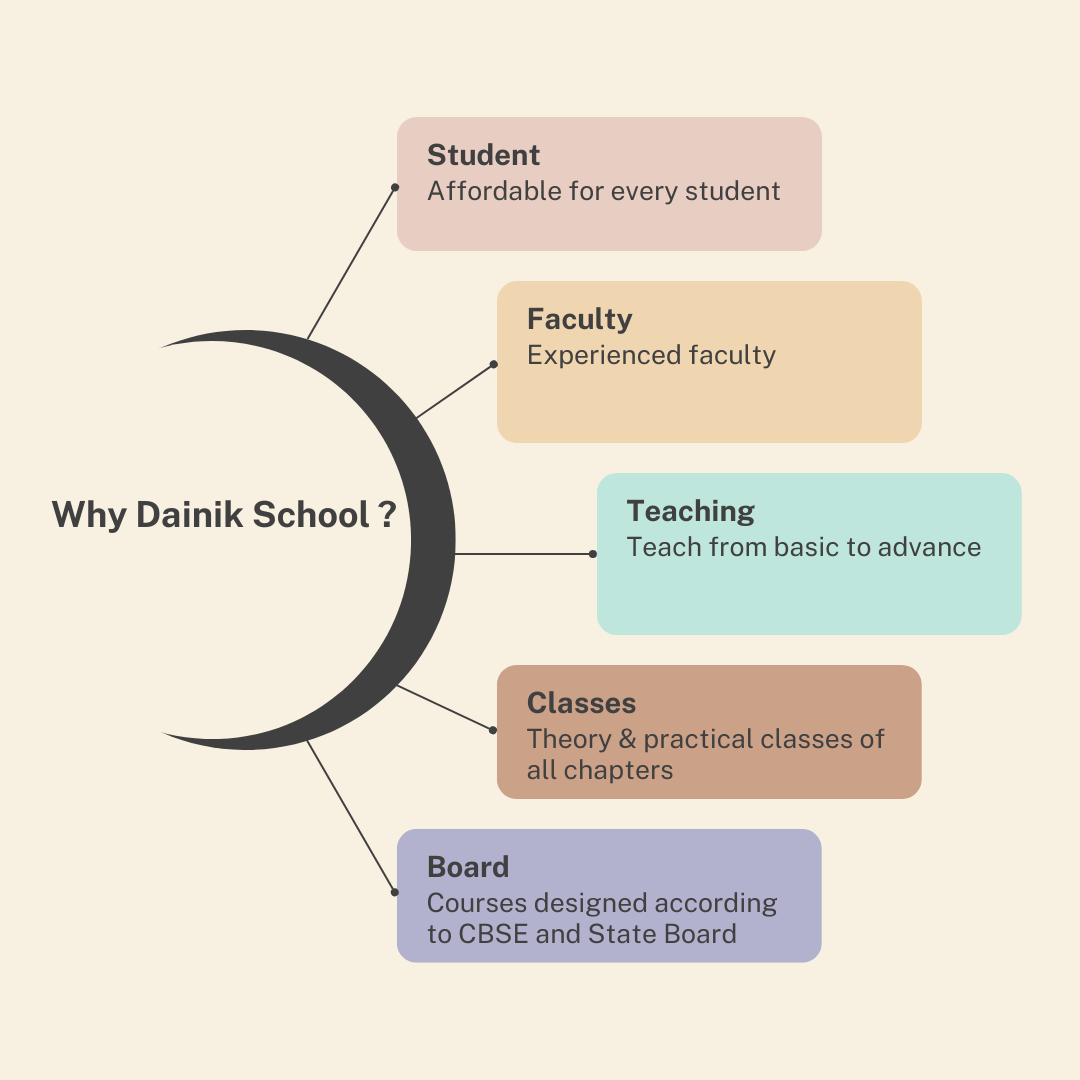 Why Dainik School ?
Student
Affordable for every student
Faculty
Experienced faculty
Teaching
Teach from basic to advance
Classes
Theory & practical classes of
all chapters
Board
Courses designed according
to CBSE and State Board